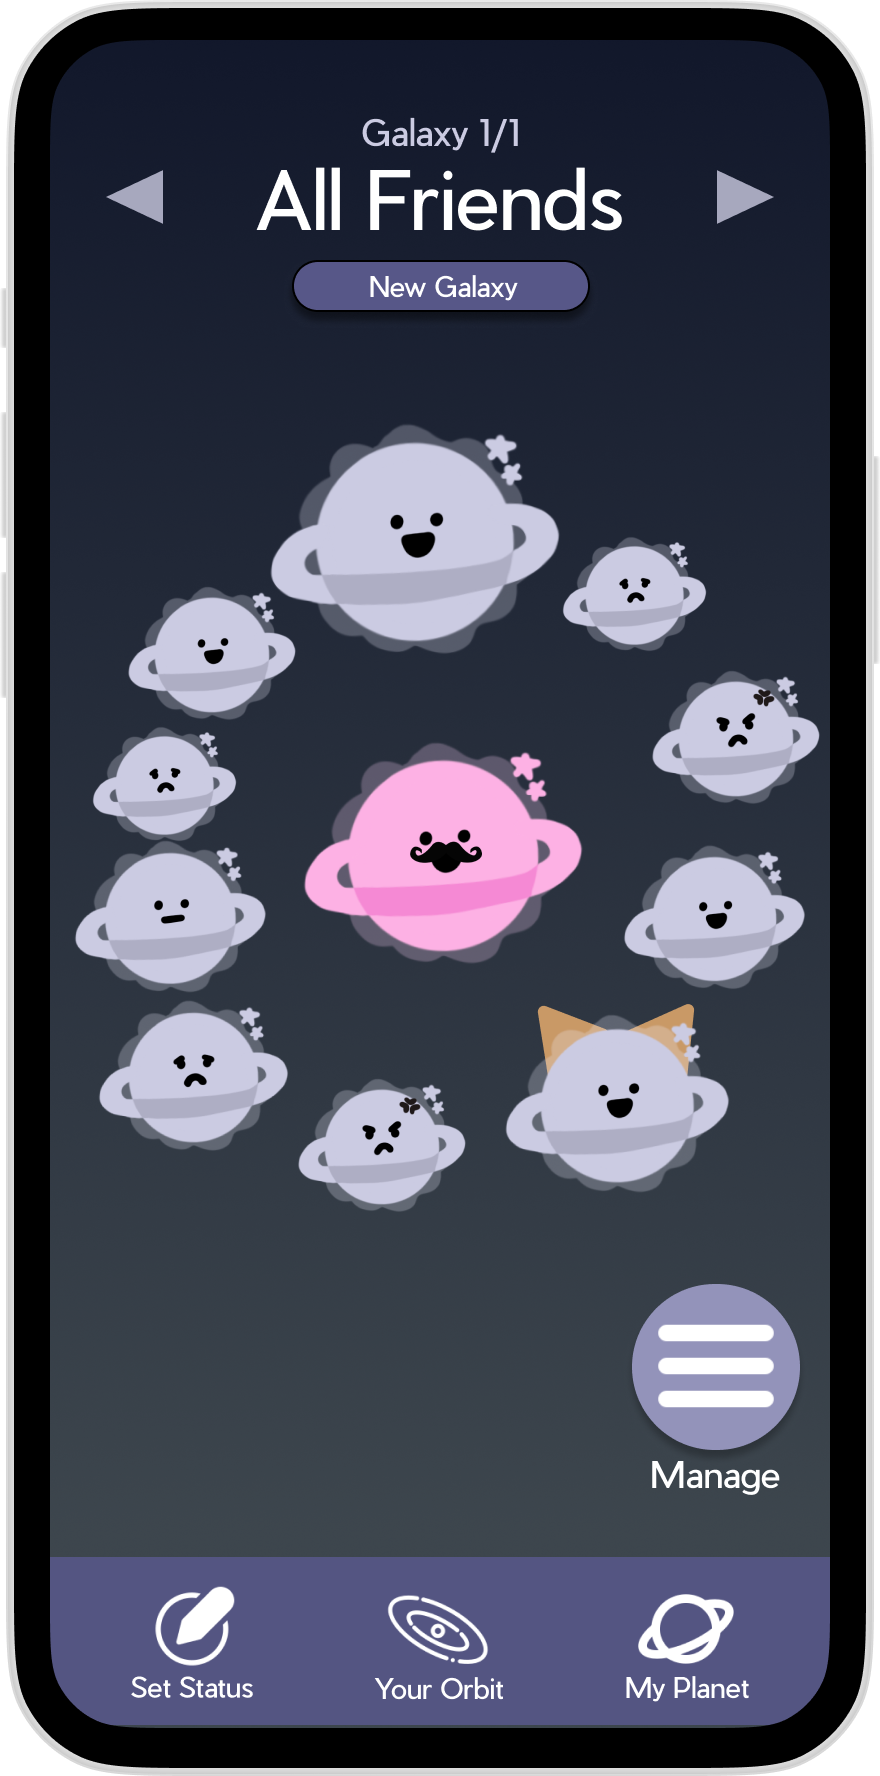 Galaxy 1/1
All Friends
New Galaxy
Manage
Set Status
Your Orbit
My Planet